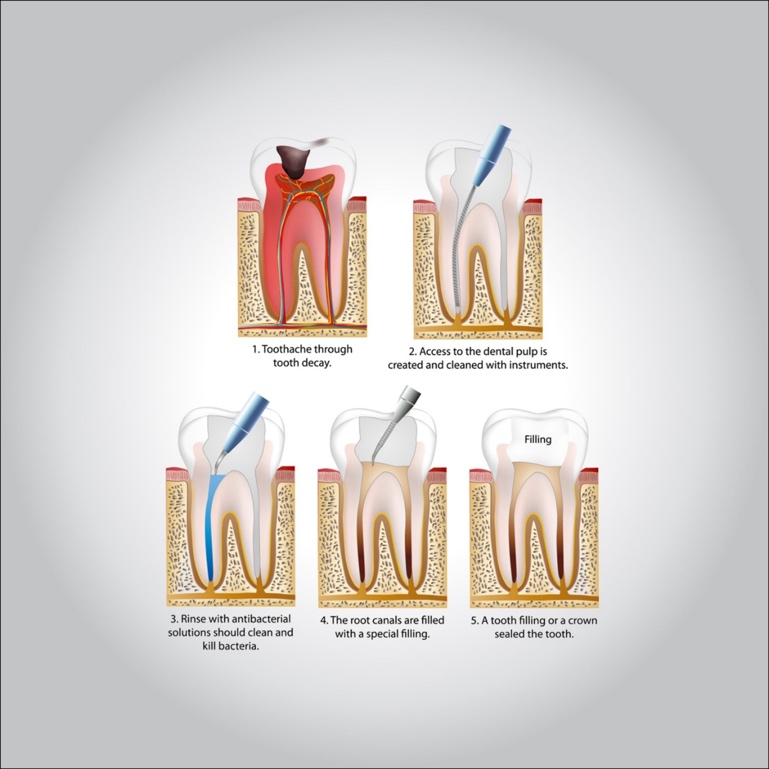 1. Toothache through
tooth decay.
2. Access to the dental pulp is
created and cleaned with instruments.
Filling
3. Rinse with antibacterial
solutions should clean and
kill bacteria.
4. The root canals are filled
with a special filling.
5. A tooth filling or a crown
sealed the tooth.